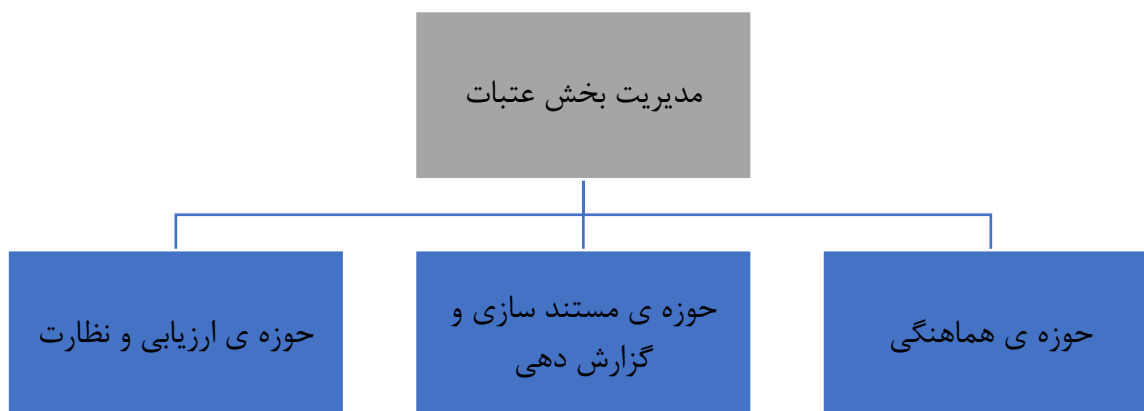 مدیریت بخش عتبات
حوزه ی هماهنگی
حوزه ی مستند سازی و
گزارش دهی
حوزه ی ارزیابی و نظارت